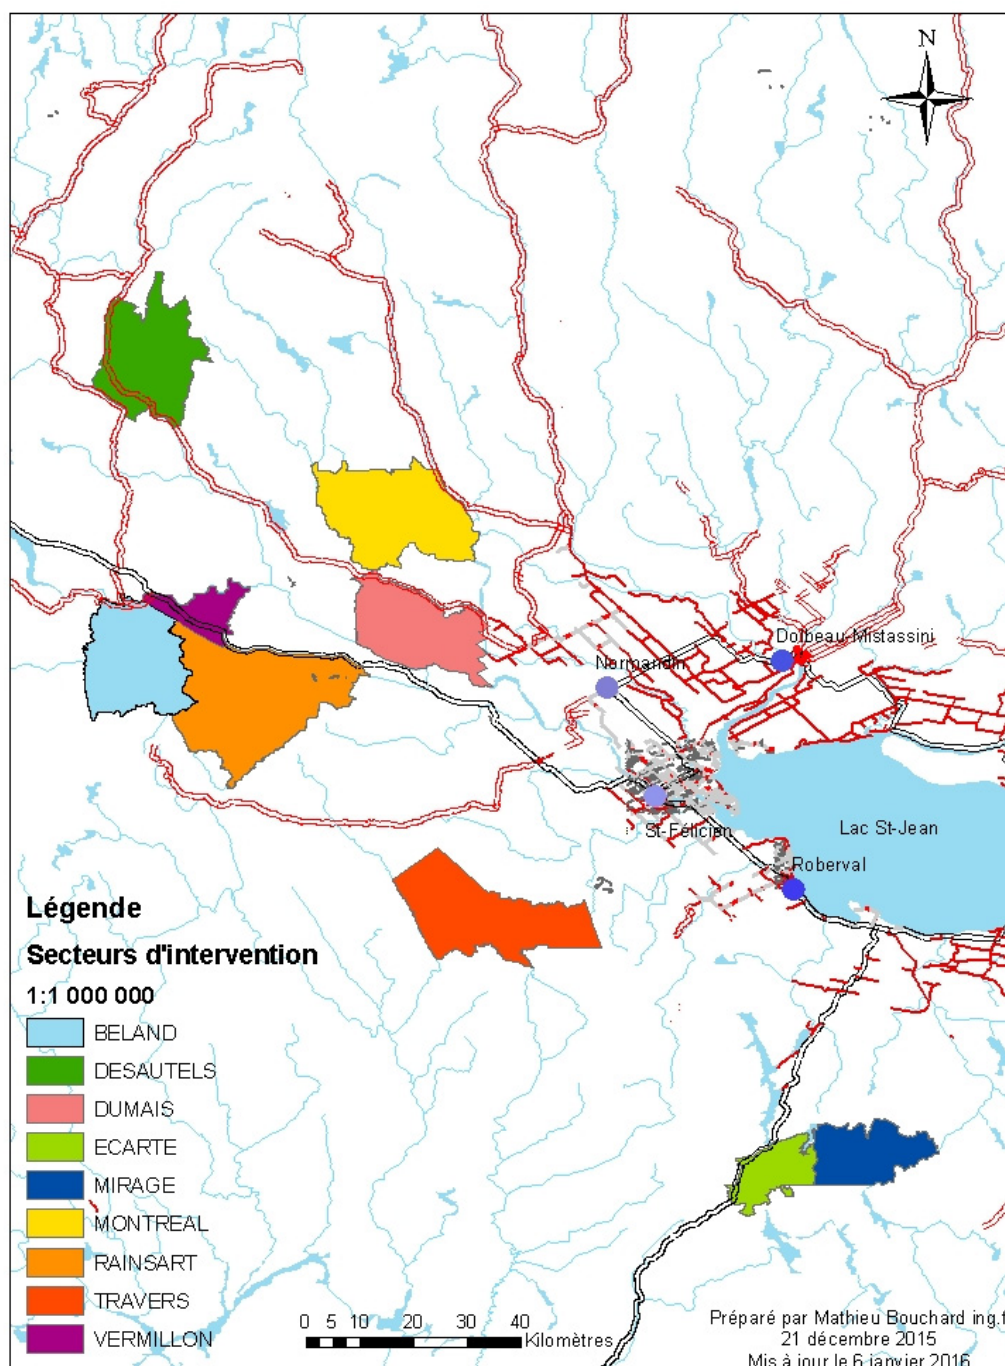 N
Dolbeau-Mistassini
Normandin
Lac St-Jean
St-Félicien
Roberval
Légende
Secteurs d'intervention
1:1 000 000
BELAND
DESAUTELS
DUMAIS
ECARTE
MIRAGE
MONTREAL
RAINSART
TRAVERS
VERMILLON
0 5 10 20 30 40
Kilomètres
Préparé par Mathieu Bouchard ing.f
21 décembre 2015
Mis à jour le 6 janvier 2016